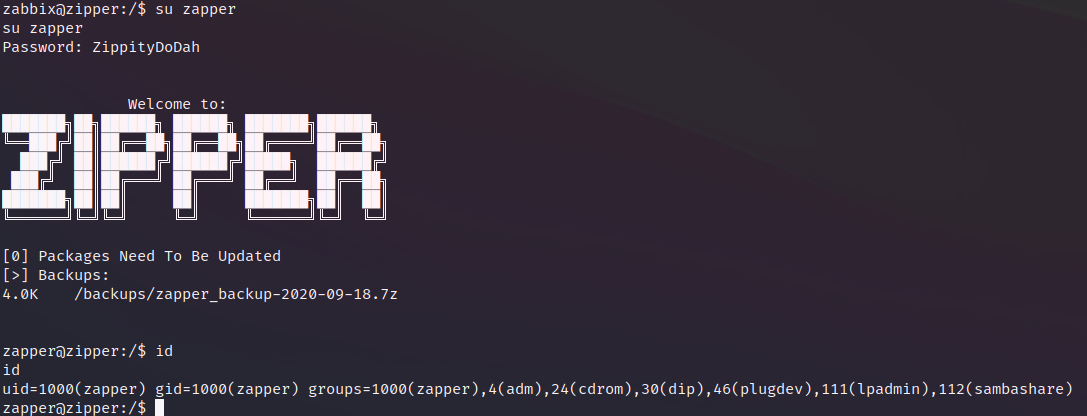 zabbix@zipper:/$ su zapper
su zapper
Password: ZippityDoDah
Welcome to:
ZIPPER
[0] Packages Need To Be Updated
[>] Backups:
4.0K    /backups/zapper_backup-2020-09-18.7z
zapper@zipper:/$ id
id
uid=1000(zapper) gid=1000(zapper) groups=1000(zapper),4(adm),24(cdrom),30(dip),46(plugdev),111(lpadmin),112(sambashare)
zapper@zipper:/$